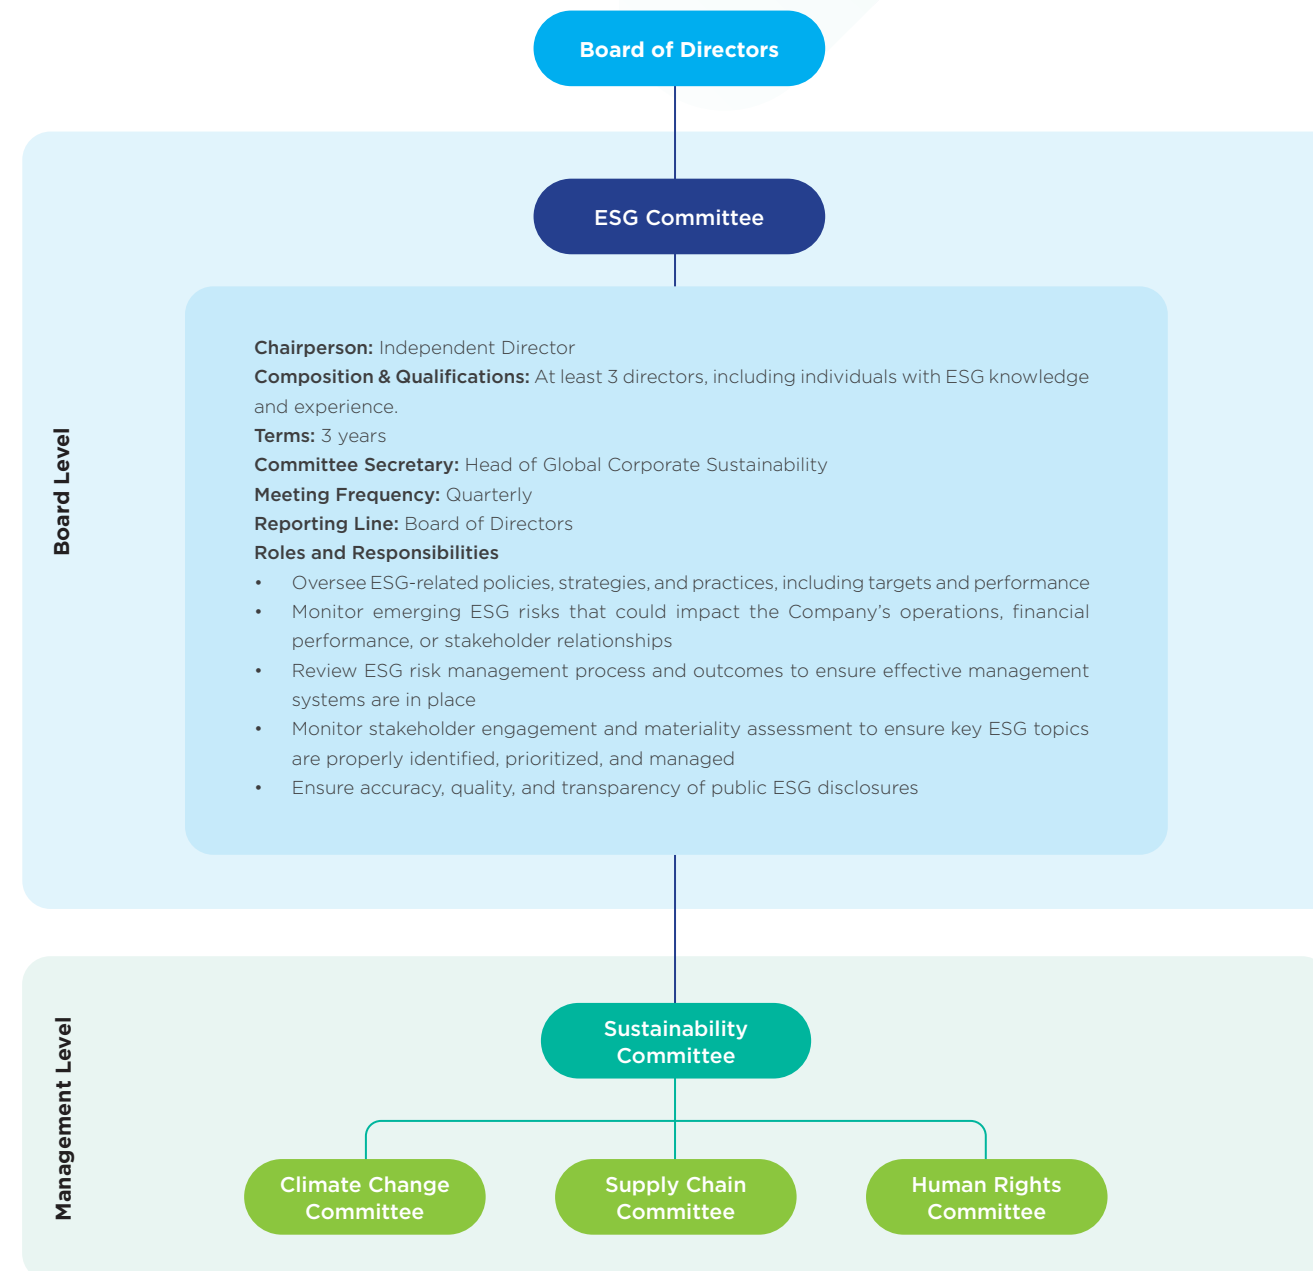 Board of Directors
ESG Committee
Board Level
Chairperson: Independent Director
Composition & Qualifications: At least 3 directors, including individuals with ESG knowledge
and experience.
Terms: 3 years
Committee Secretary: Head of Global Corporate Sustainability
Meeting Frequency: Quarterly
Reporting Line: Board of Directors
Roles and Responsibilities
• Oversee ESG-related policies, strategies, and practices, including targets and performance
• Monitor emerging ESG risks that could impact the Company's operations, financial
performance, or stakeholder relationships
• Review ESG risk management process and outcomes to ensure effective management
systems are in place
• Monitor stakeholder engagement and materiality assessment to ensure key ESG topics
are properly identified, prioritized, and managed
• Ensure accuracy, quality, and transparency of public ESG disclosures
Management Level
Sustainability
Committee
Climate Change
Committee
Supply Chain
Committee
Human Rights
Committee